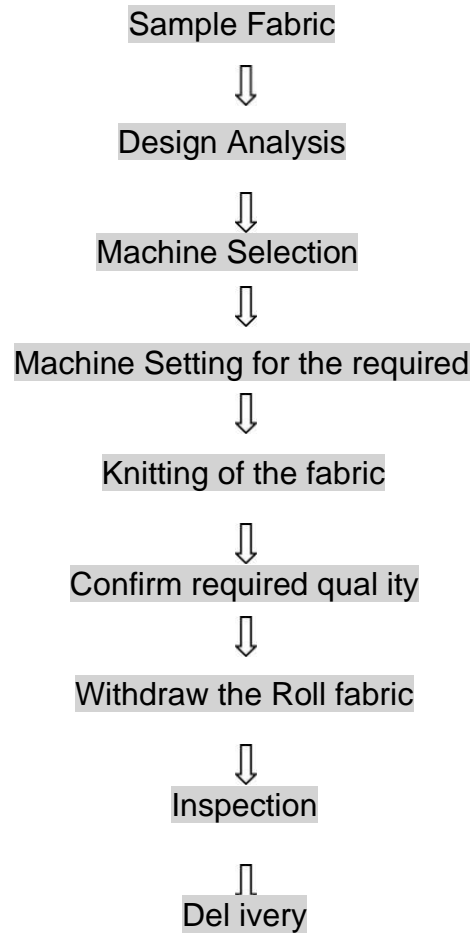 Sample Fabric
Design Analysis
Machine Selection
Machine Setting for the required
Knitting of the fabric
Confirm required qual ity
Withdraw the Roll fabric
Inspection
Del ivery